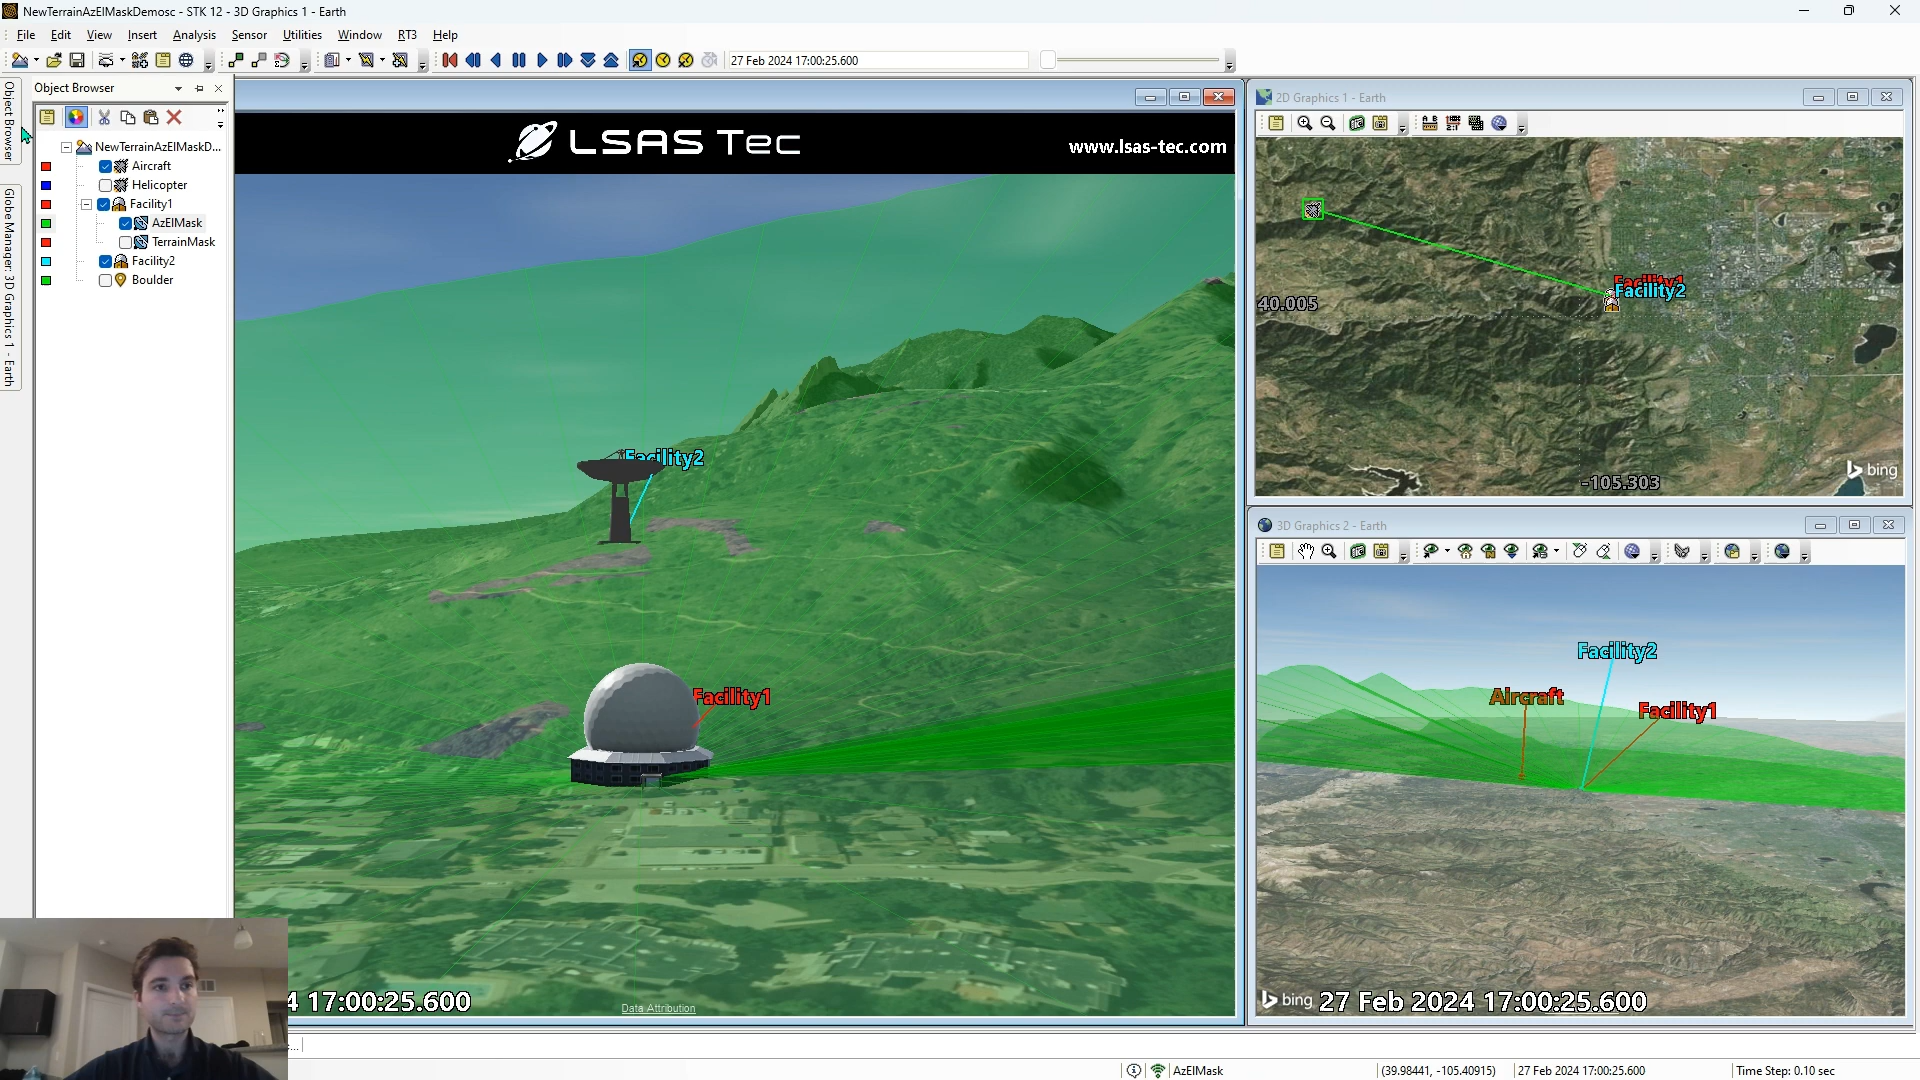 NewTerrainAzElMaskDemosc - STK 12 - 3D Graphics 1 - Earth
File Edit View Insert Analysis Sensor Utilities Window RT3 Help
27 Feb 2024 17:00:25.600
Object Browser
Globe Manager: 3D Graphics 1 - Earth
Object Browser
NewTerrainAzElMaskD...
Aircraft
Helicopter
Facility1
AzElMask
TerrainMask
Facility2
Boulder
LSAS Tec
www.lsas-tec.com
Facility2
Facility1
4 17:00:25.600
Data Attribution
2D Graphics 1 - Earth
Facility1
Facility2
40.005
-105.303
bing
3D Graphics 2 - Earth
Facility2
Aircraft
Facility1
bing
27 Feb 2024 17:00:25.600
AzElMask
(39.98441, -105.40915)
27 Feb 2024 17:00:25.600
Time Step: 0.10 sec